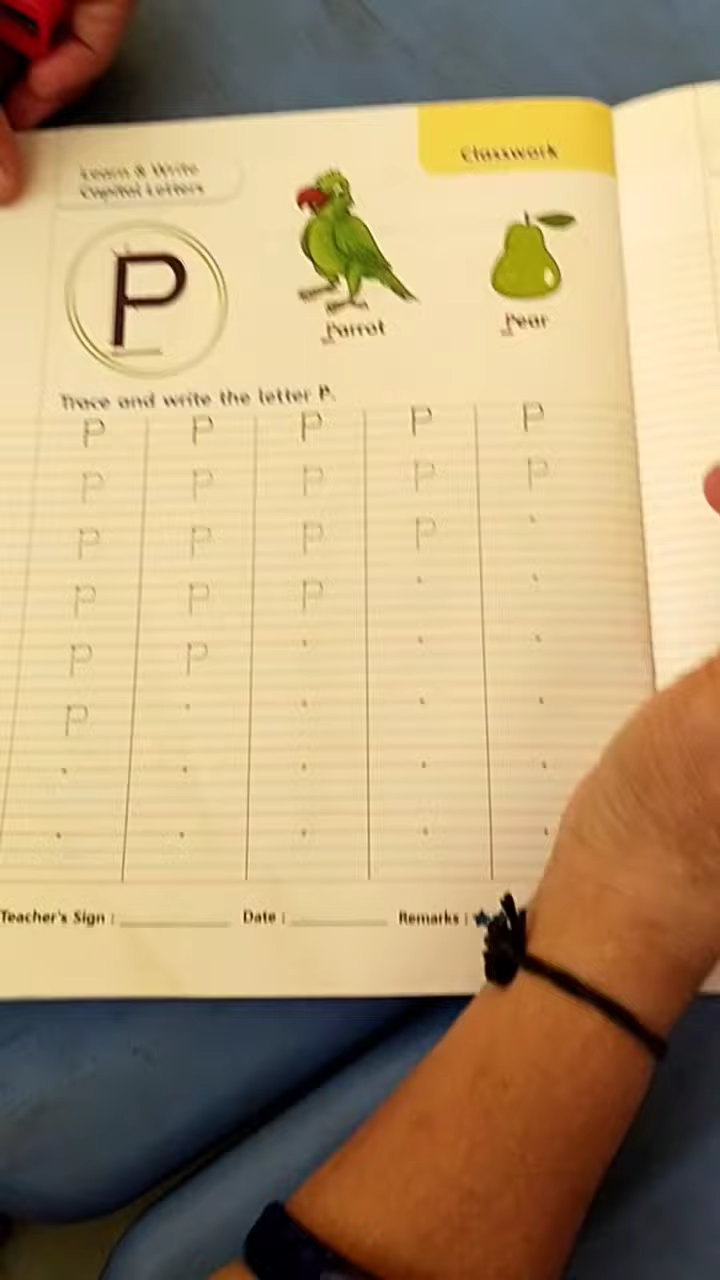 Learn & Write
Capital Letters
Classwork
P
Parrot
Pear
Trace and write the letter P.
P P P P P
P P P P P
P P P P
P P P
P P
P
Teacher's Sign : Date : Remarks :